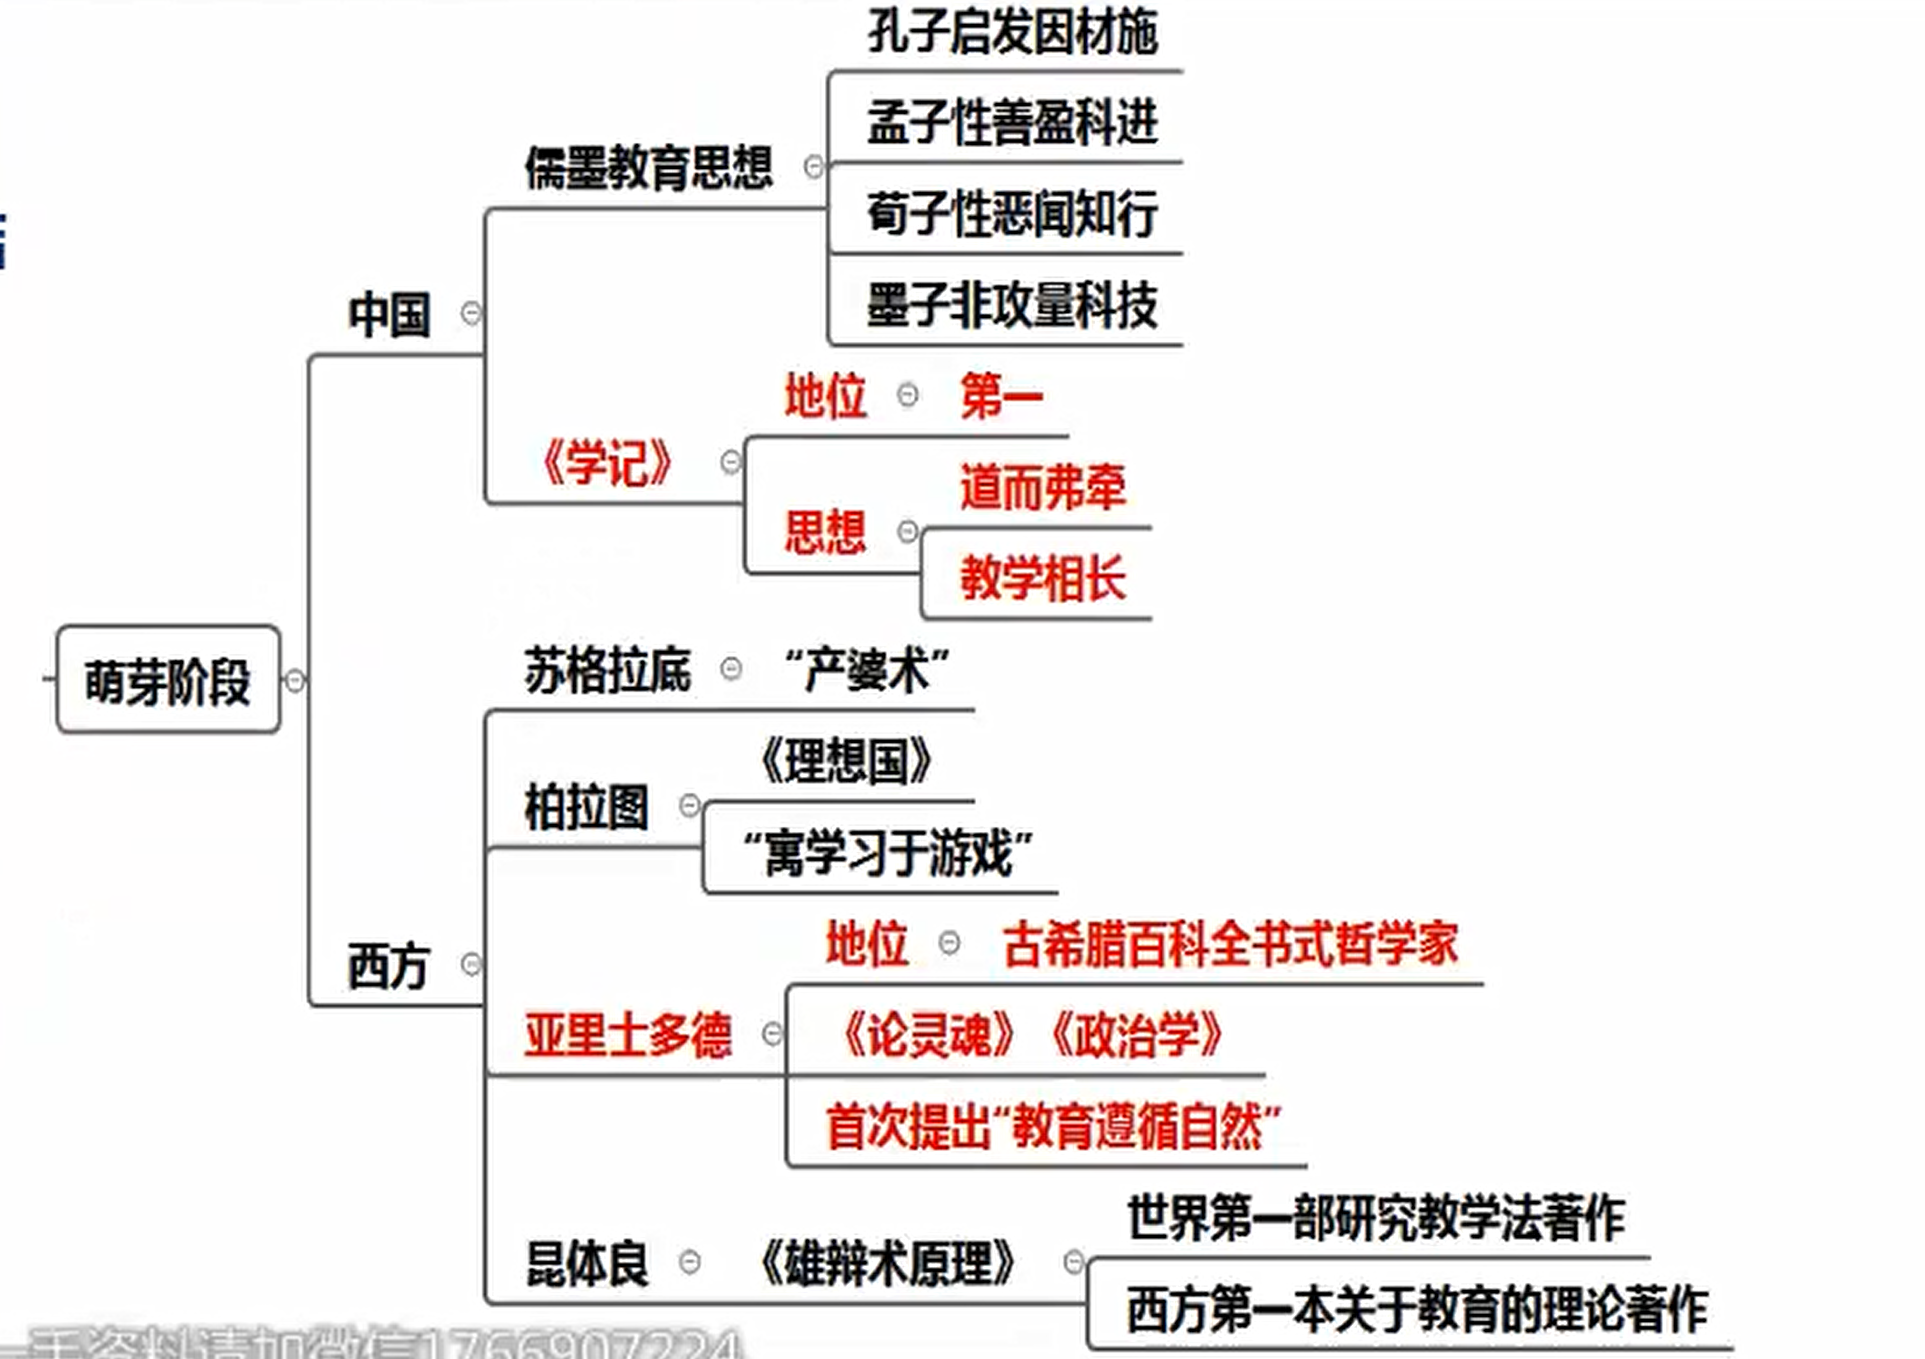 孔子启发因材施
孟子性善盈科进
儒墨教育思想
荀子性恶闻知行
墨子非攻量科技
中国
地位 第一
《学记》
道而弗牵
思想
教学相长
萌芽阶段
苏格拉底 “产婆术”
《理想国》
柏拉图
“寓学习于游戏”
西方
地位 古希腊百科全书式哲学家
亚里士多德 《论灵魂》《政治学》
首次提出“教育遵循自然”
世界第一部研究教学法著作
昆体良 《雄辩术原理》
西方第一本关于教育的理论著作
一手资料请加微信1766907224